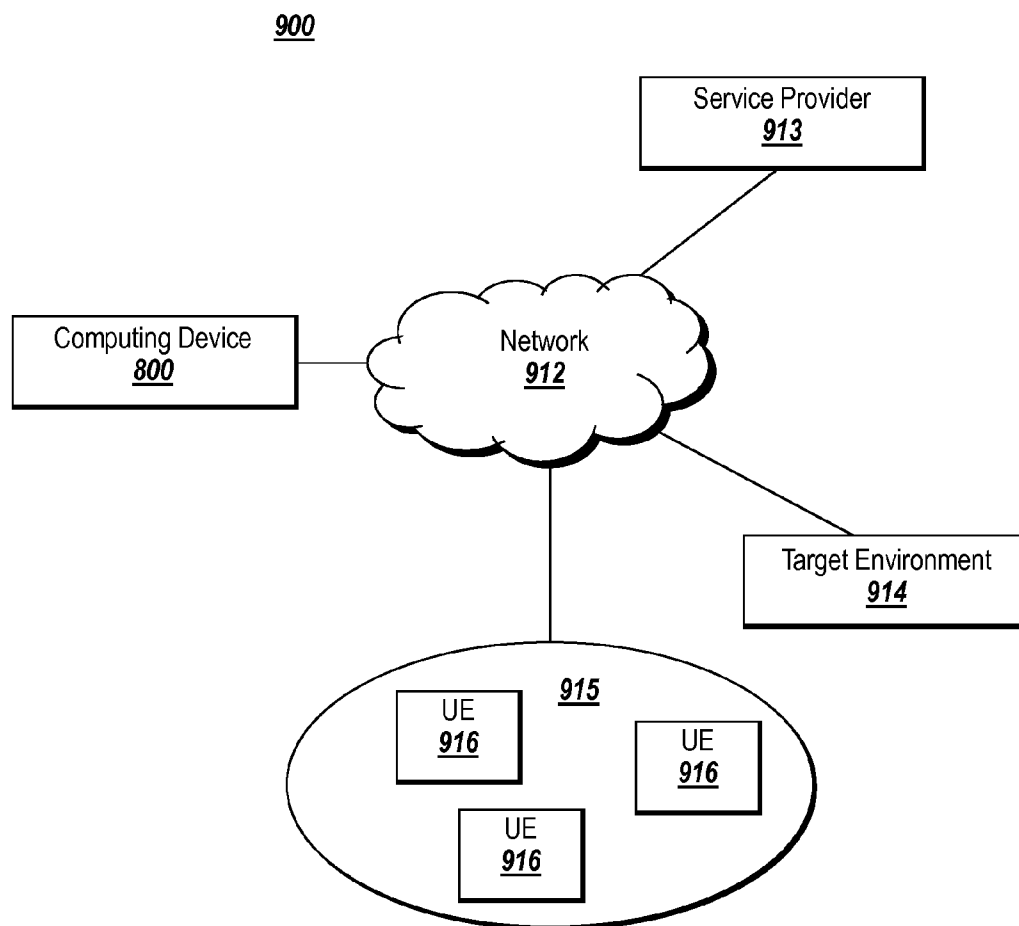 900
Service Provider
913
Computing Device
800
Network
912
Target Environment
914
915
UE
916
UE
916
UE
916